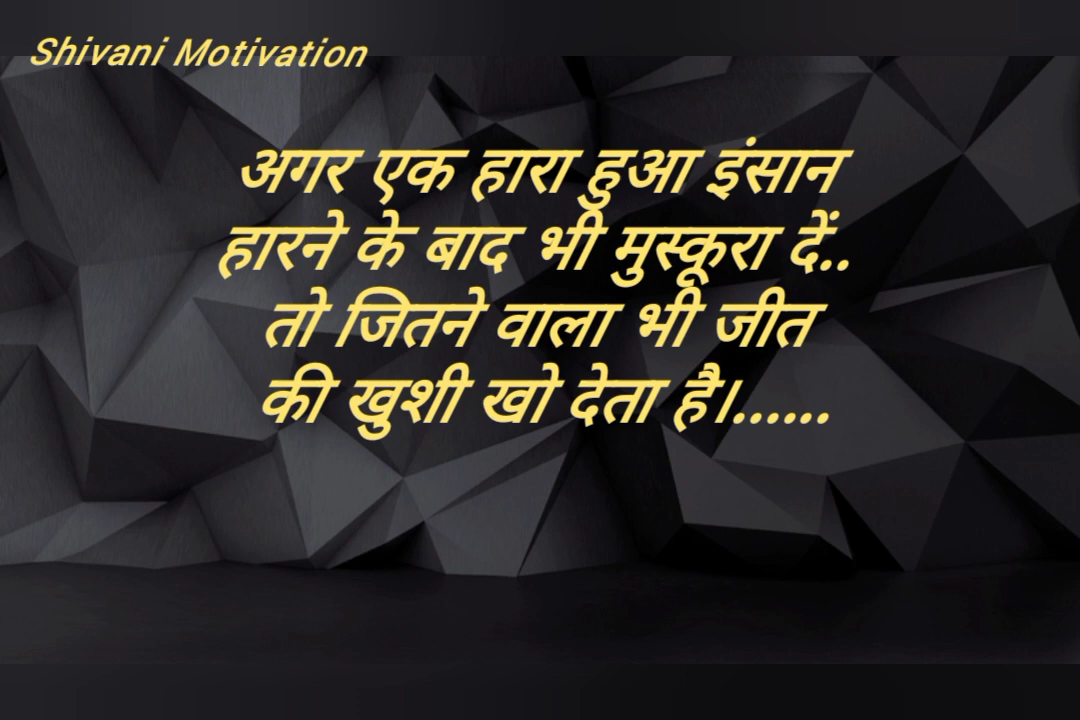 Shivani Motivation
अगर एक हारा हुआ इंसान
हारने के बाद भी मुस्कूरा दें..
तो जितने वाला भी जीत
की खुशी खो देता है।......